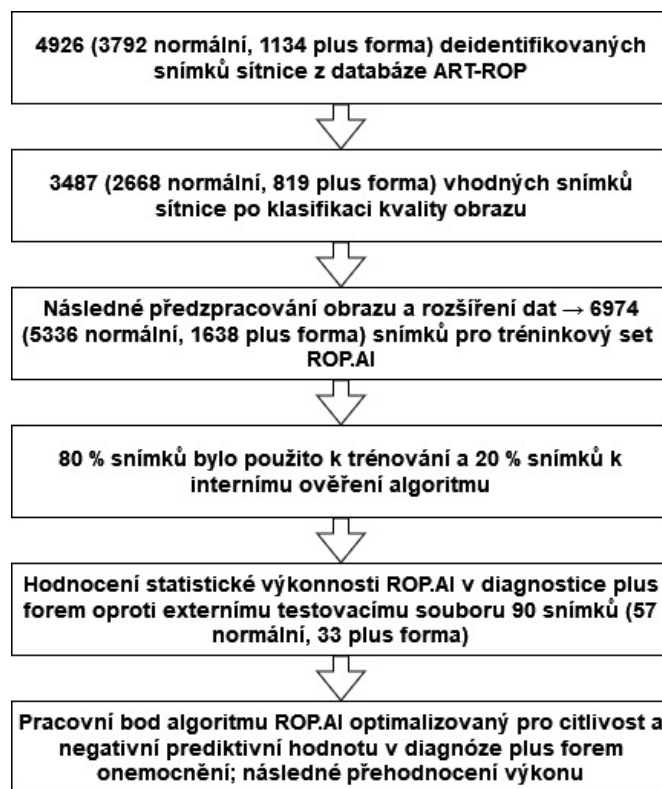 4926 (3792 normální, 1134 plus forma) deidentifikovaných
snímků sítnice z databáze ART-ROP
3487 (2668 normální, 819 plus forma) vhodných snímků
sítnice po klasifikaci kvality obrazu
Následné předzpracování obrazu a rozšíření dat → 6974
(5336 normální, 1638 plus forma) snímků pro tréninkový set
ROP.AI
80 % snímků bylo použito k trénování a 20 % snímků k
internímu ověření algoritmu
Hodnocení statistické výkonnosti ROP.AI v diagnostice plus
forem oproti externímu testovacímu souboru 90 snímků (57
normální, 33 plus forma)
Pracovní bod algoritmu ROP.AI optimalizovaný pro citlivost a
negativní prediktivní hodnotu v diagnóze plus forem
onemocnění; následné přehodnocení výkonu